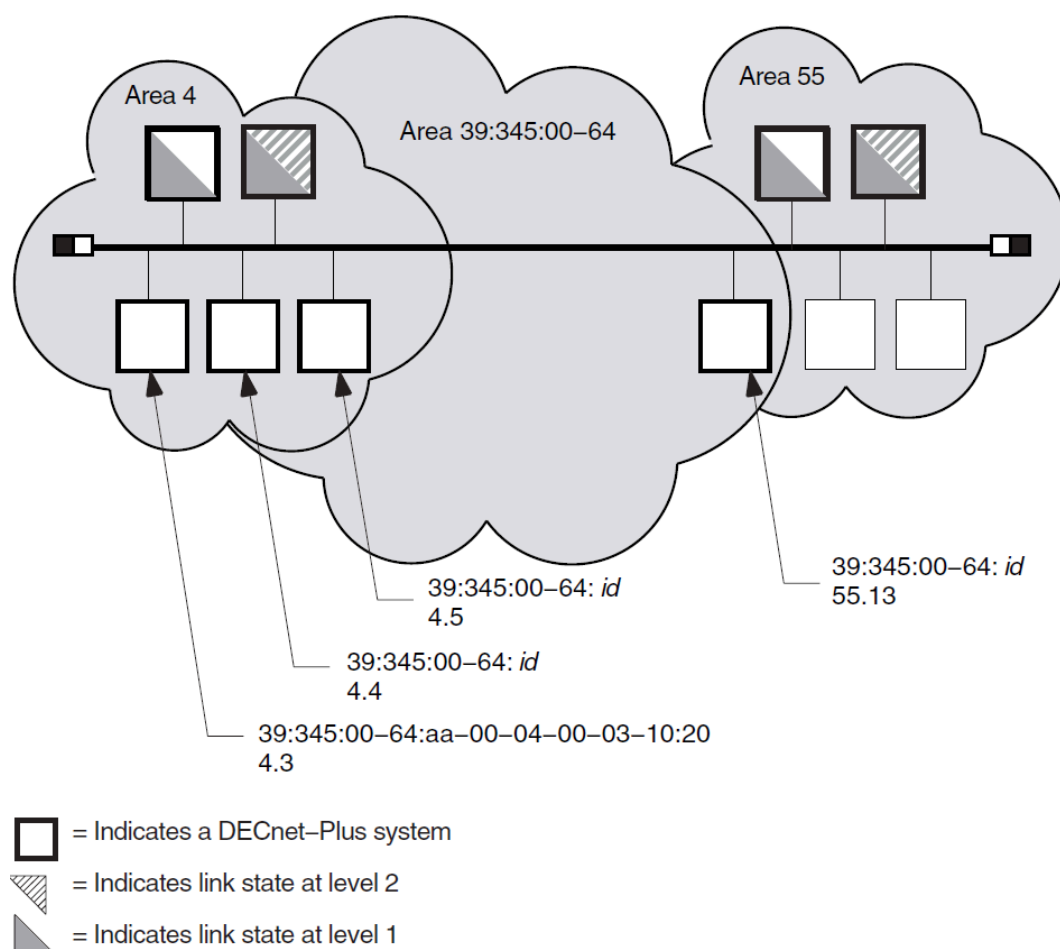 Area 4
Area 39:345:00–64
Area 55
39:345:00–64: id
55.13
39:345:00–64: id
4.5
39:345:00–64: id
4.4
39:345:00–64:aa–00–04–00–03–10:20
4.3
= Indicates a DECnet–Plus system
= Indicates link state at level 2
= Indicates link state at level 1